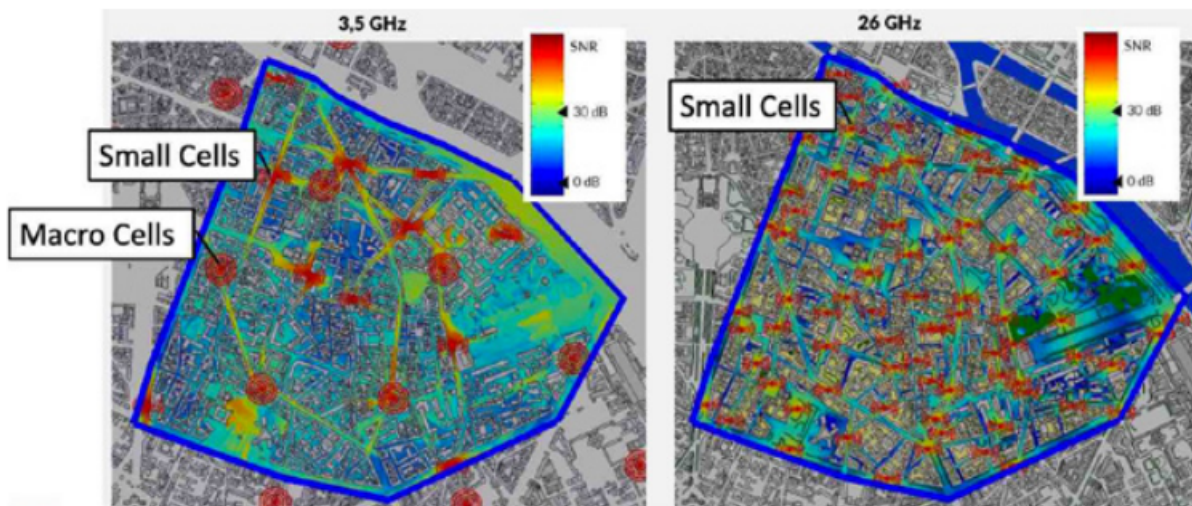 3,5 GHz
26 GHz
SNR
30 dB
0 dB
Small Cells
Macro Cells
SNR
30 dB
0 dB
Small Cells